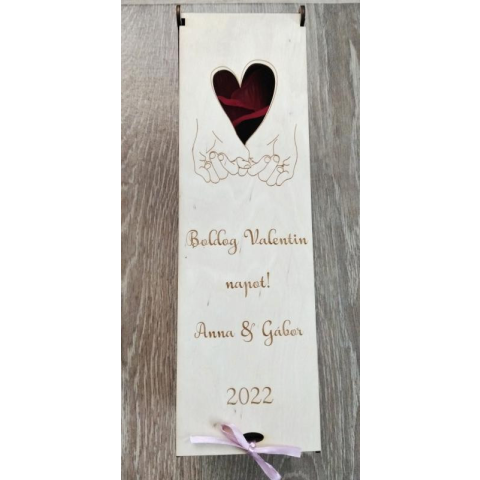 Boldog Valentin
napot!
Anna & Gábor
2022